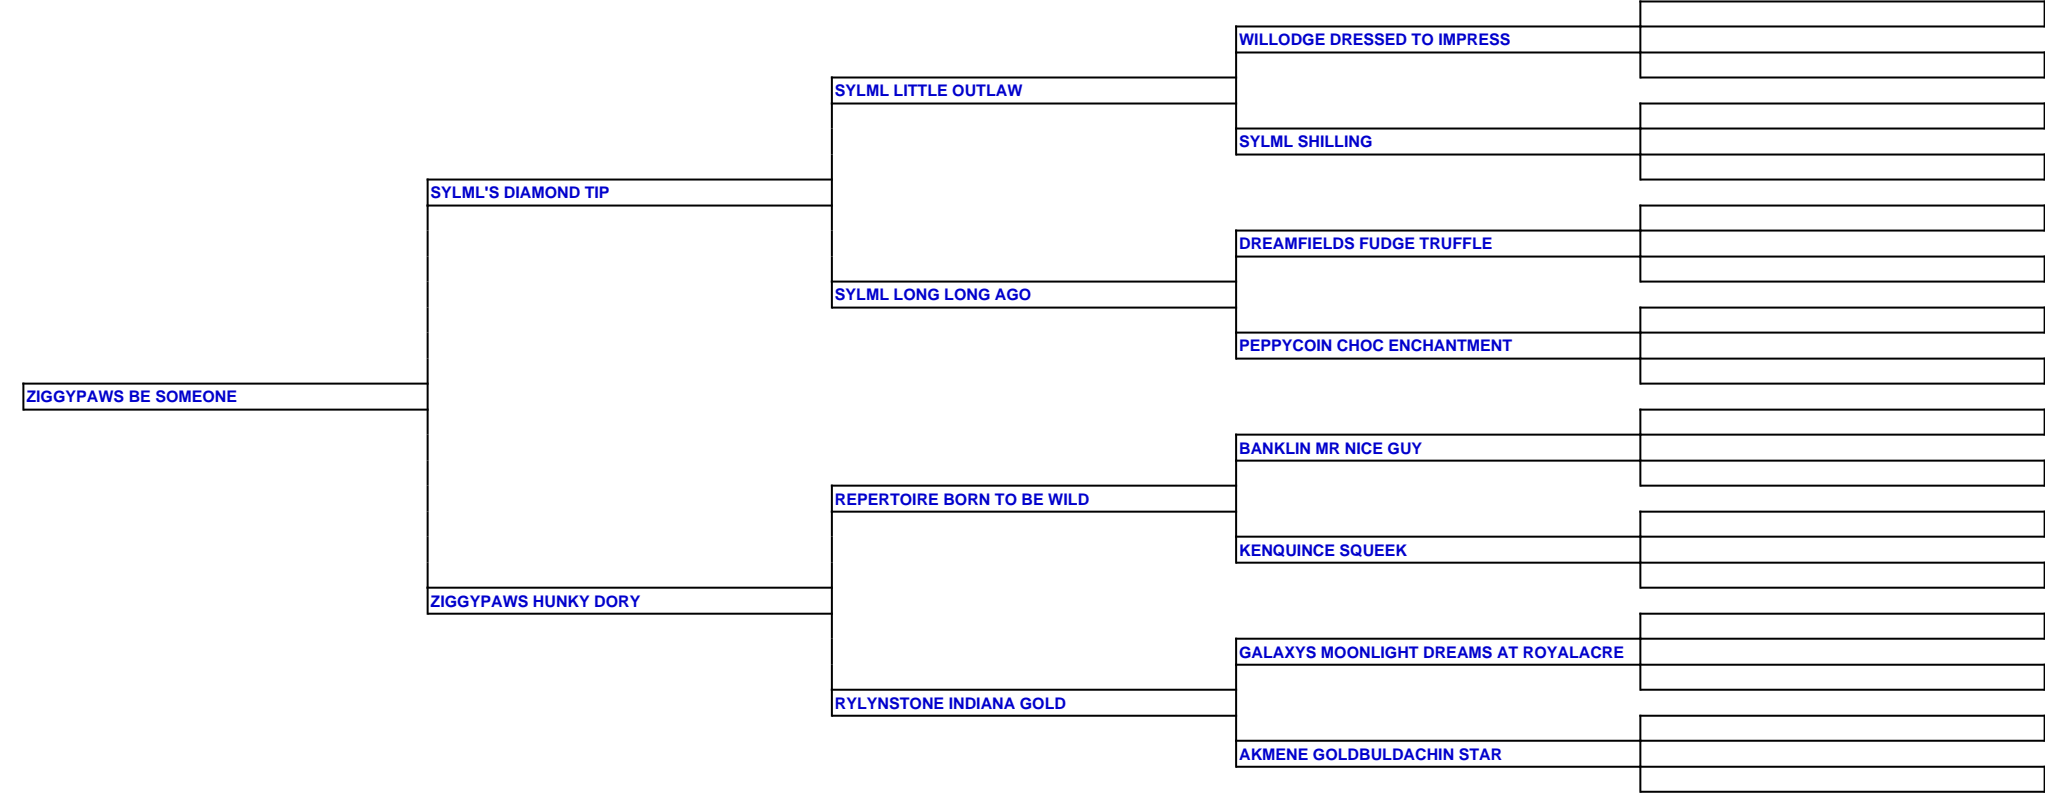 WILLODGE DRESSED TO IMPRESS
SYLML LITTLE OUTLAW
SYLML SHILLING
SYLML'S DIAMOND TIP
DREAMFIELDS FUDGE TRUFFLE
SYLML LONG LONG AGO
PEPPYCOIN CHOC ENCHANTMENT
ZIGGYPAWS BE SOMEONE
BANKLIN MR NICE GUY
REPERTOIRE BORN TO BE WILD
KENQUINCE SQUEEK
ZIGGYPAWS HUNKY DORY
GALAXYS MOONLIGHT DREAMS AT ROYALACRE
RYLYNSTONE INDIANA GOLD
AKMENE GOLDBULDACHIN STAR